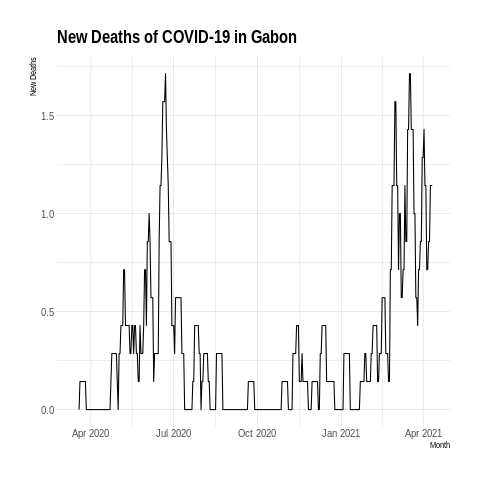 New Deaths of COVID-19 in Gabon
New Deaths
1.5
1.0
0.5
0.0
Apr 2020 Jul 2020 Oct 2020 Jan 2021 Apr 2021
Month